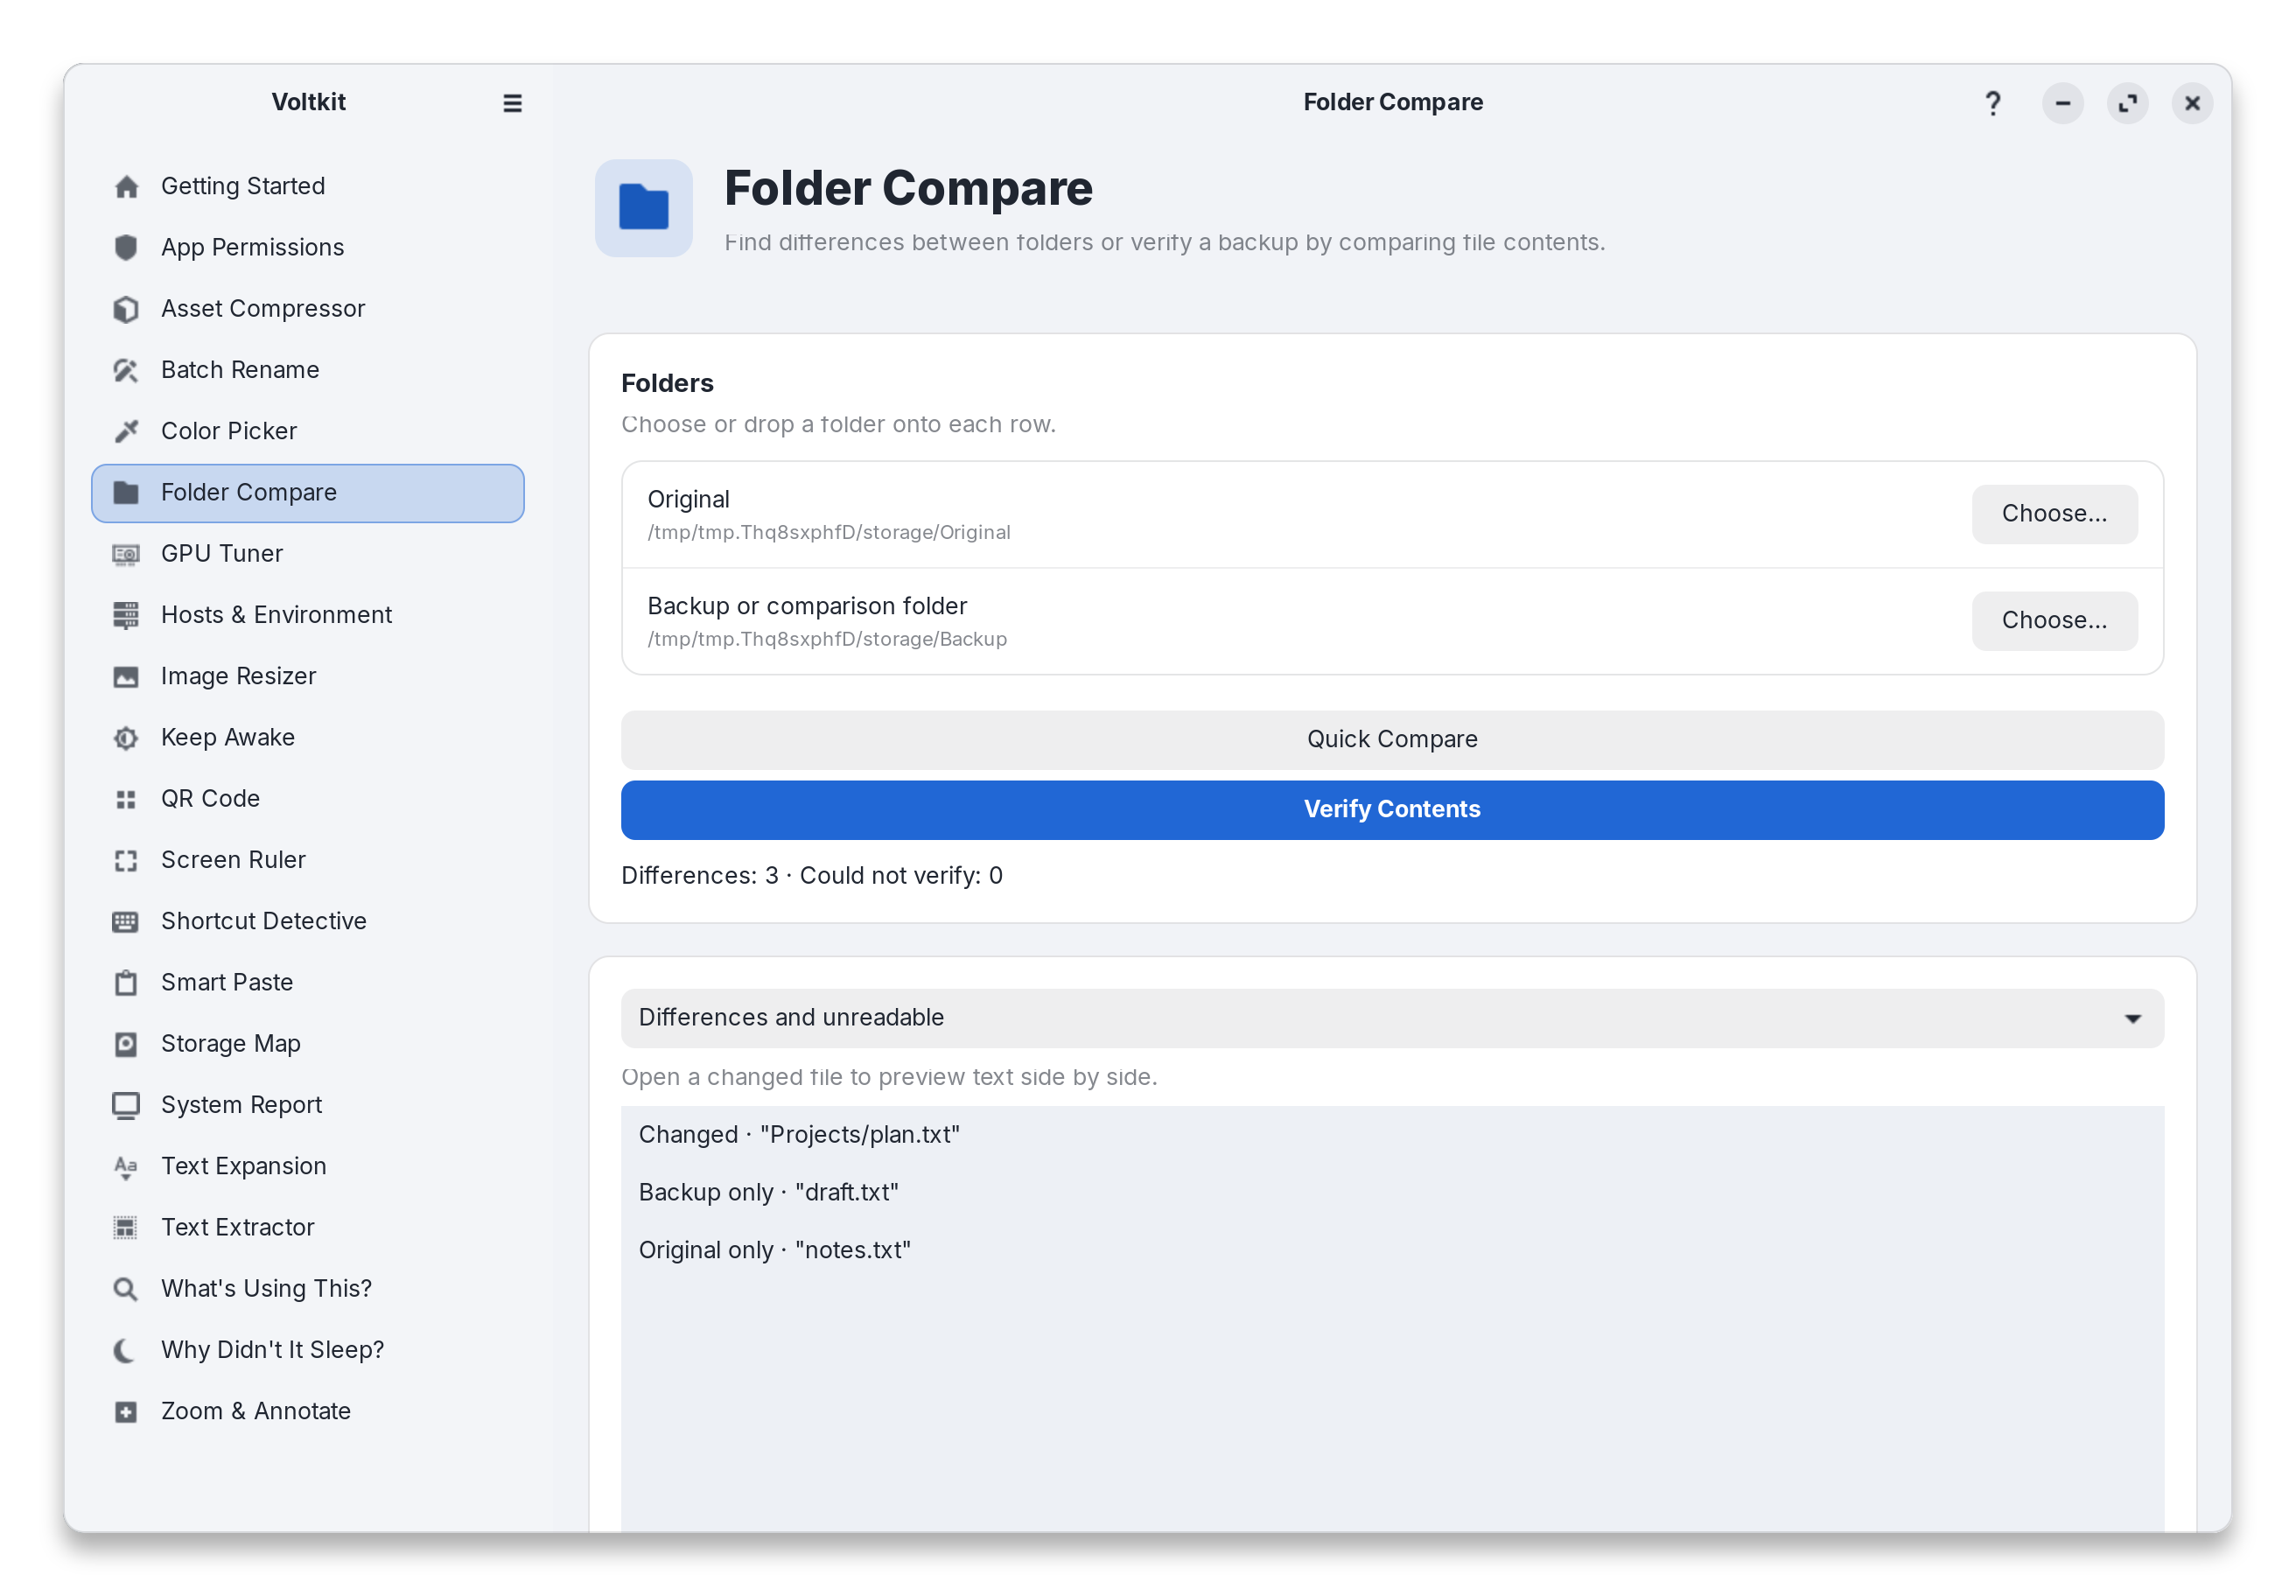 Voltkit
Getting Started
App Permissions
Asset Compressor
Batch Rename
Color Picker
Folder Compare
GPU Tuner
Hosts & Environment
Image Resizer
Keep Awake
QR Code
Screen Ruler
Shortcut Detective
Smart Paste
Storage Map
System Report
Text Expansion
Text Extractor
What's Using This?
Why Didn't It Sleep?
Zoom & Annotate
Folder Compare
?
Folder Compare
Find differences between folders or verify a backup by comparing file contents.
Folders
Choose or drop a folder onto each row.
Original
/tmp/tmp.Thq8sxphfD/storage/Original
Choose...
Backup or comparison folder
/tmp/tmp.Thq8sxphfD/storage/Backup
Choose...
Quick Compare
Verify Contents
Differences: 3 · Could not verify: 0
Differences and unreadable
Open a changed file to preview text side by side.
Changed · "Projects/plan.txt"
Backup only · "draft.txt"
Original only · "notes.txt"